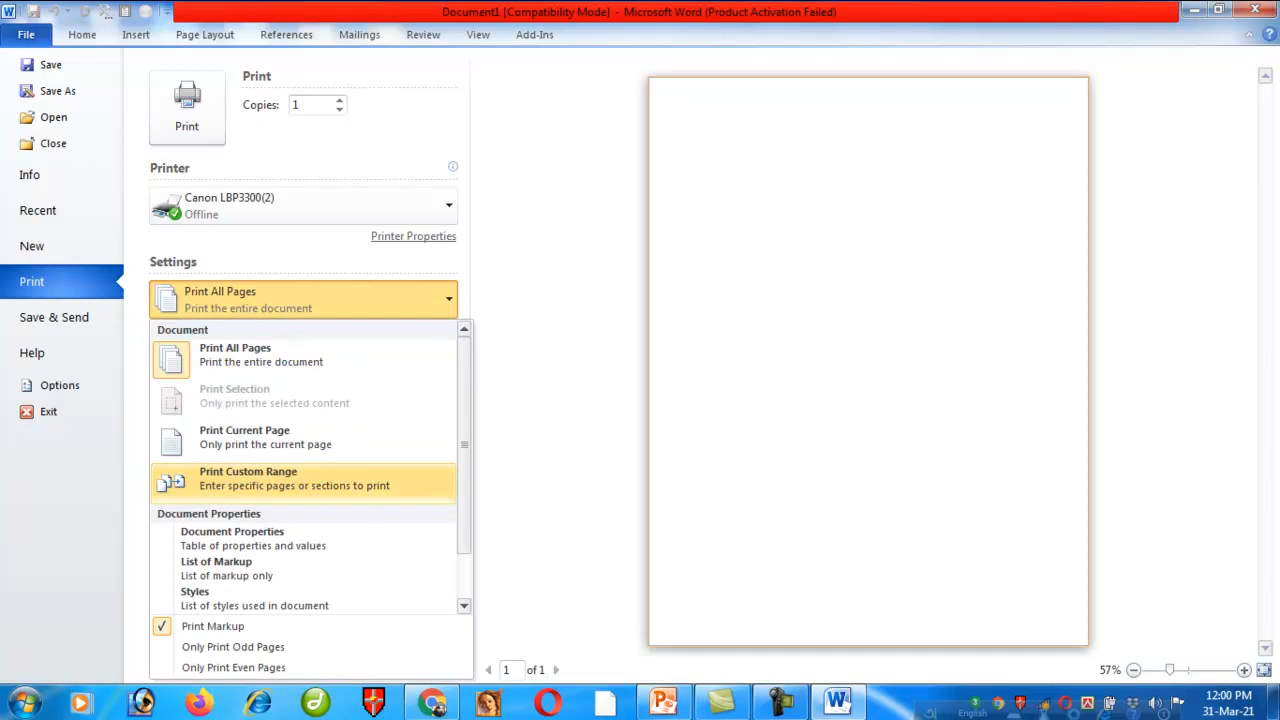 Document1 [Compatibility Mode] - Microsoft Word (Product Activation Failed)
File Home Insert Page Layout References Mailings Review View Add-Ins
Save
Save As
Open
Close
Info
Recent
New
Print
Save & Send
Help
Options
Exit
Print
Print
Copies: 1
Printer
Canon LBP3300(2)
Offline
Printer Properties
Settings
Print All Pages
Print the entire document
Document
Print All Pages
Print the entire document
Print Selection
Only print the selected content
Print Current Page
Only print the current page
Print Custom Range
Enter specific pages or sections to print
Document Properties
Document Properties
Table of properties and values
List of Markup
List of markup only
Styles
List of styles used in document
Print Markup
Only Print Odd Pages
Only Print Even Pages
1 of 1
57%
English
12:00 PM
31-Mar-21